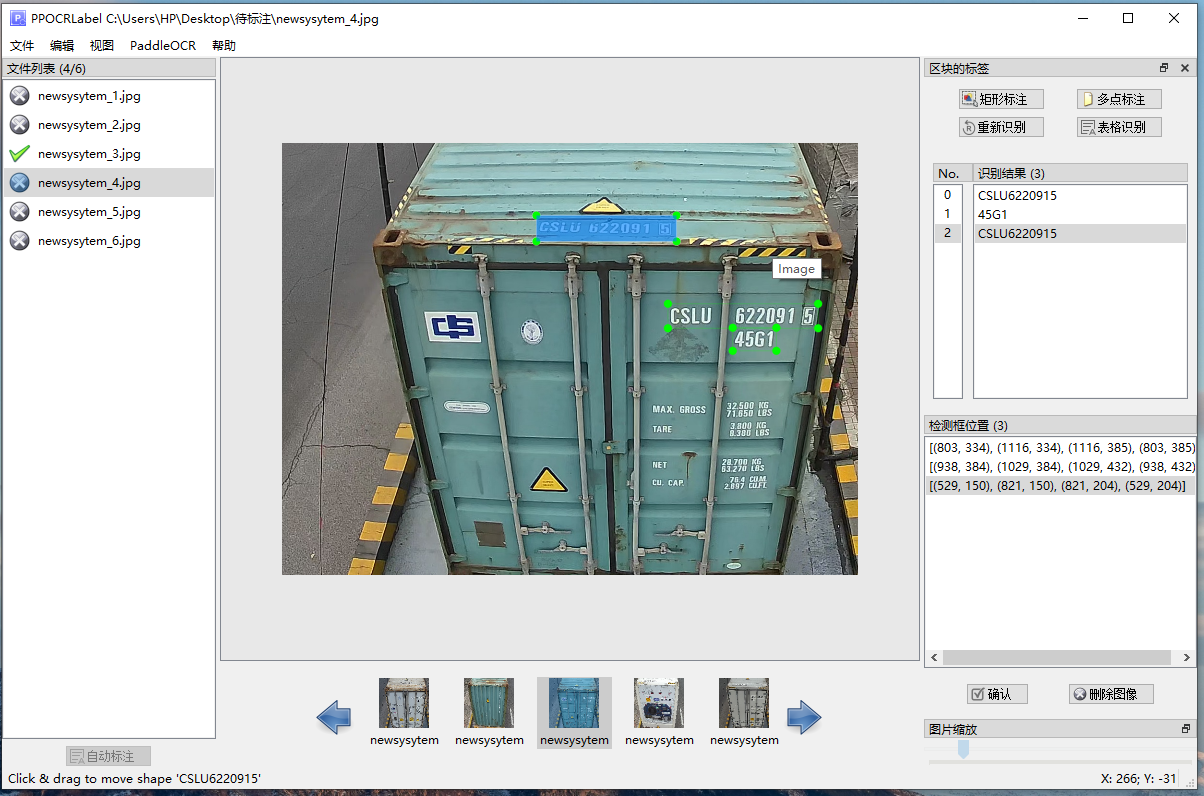 PPOCRLabel C:\Users\HP\Desktop\待标注\newsysytem_4.jpg
文件 编辑 视图 PaddleOCR 帮助
文件列表 (4/6)
newsysytem_1.jpg
newsysytem_2.jpg
newsysytem_3.jpg
newsysytem_4.jpg
newsysytem_5.jpg
newsysytem_6.jpg
自动标注
CSLU 622091 5
Image
CSLU 622091 5
45G1
MAX. GROSS 32.500 KG
71.650 LBS
TARE 3.800 KG
8.380 LBS
NET 28.700 KG
63.270 LBS
CU. CAP. 76.4 CU.M.
2.697 CU.FT.
newsysytem newsysytem newsysytem newsysytem newsysytem
区块的标签
矩形标注 多点标注
重新识别 表格识别
No. 识别结果 (3)
0 CSLU6220915
1 45G1
2 CSLU6220915
检测框位置 (3)
[(803, 334), (1116, 334), (1116, 385), (803, 385)
[(938, 384), (1029, 384), (1029, 432), (938, 432)
[(529, 150), (821, 150), (821, 204), (529, 204)]
确认 删除图像
图片缩放
Click & drag to move shape 'CSLU6220915'
X: 266; Y: -31